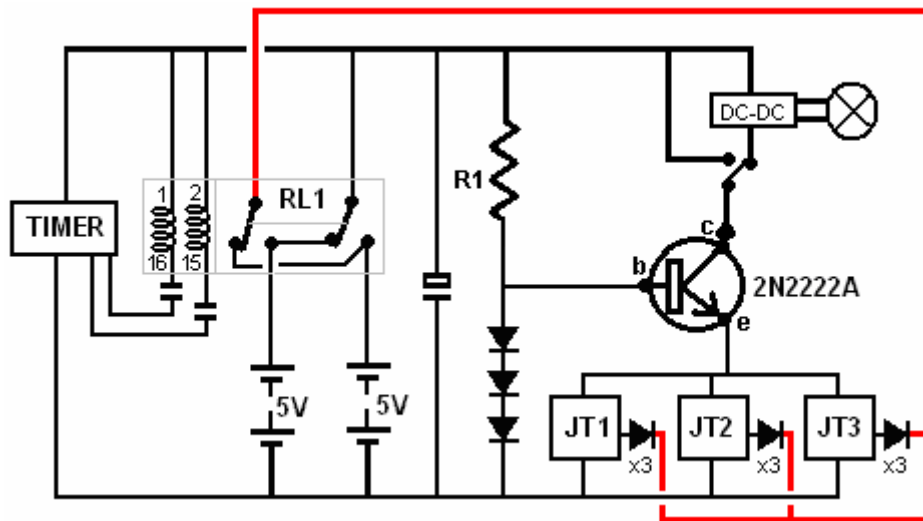 DC-DC
R1
1
2
RL1
TIMER
16
15
c
b
2N2222A
e
5V
5V
JT1
JT2
JT3
x3
x3
x3